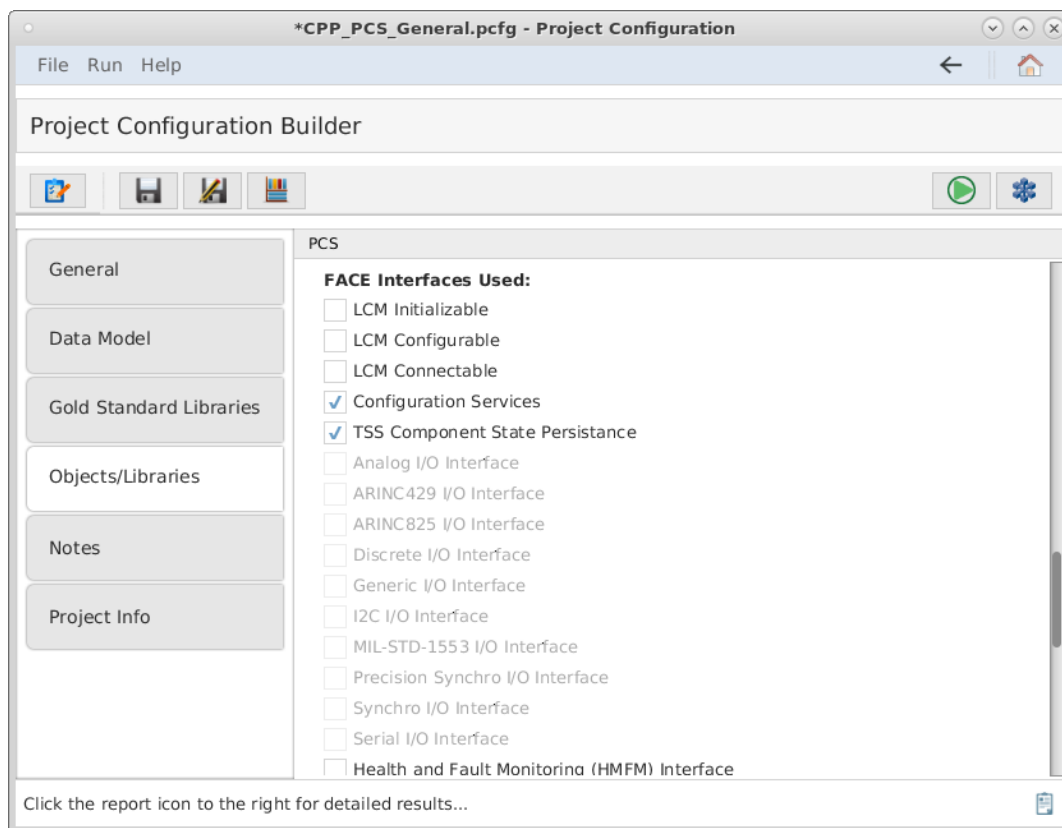 *CPP_PCS_General.pcfg - Project Configuration
File Run Help
Project Configuration Builder
PCS
General
Data Model
Gold Standard Libraries
Objects/Libraries
Notes
Project Info
FACE Interfaces Used:
LCM Initializable
LCM Configurable
LCM Connectable
Configuration Services
TSS Component State Persistance
Analog I/O Interface
ARINC429 I/O Interface
ARINC825 I/O Interface
Discrete I/O Interface
Generic I/O Interface
I2C I/O Interface
MIL-STD-1553 I/O Interface
Precision Synchro I/O Interface
Synchro I/O Interface
Serial I/O Interface
Health and Fault Monitoring (HMFM) Interface
Click the report icon to the right for detailed results...